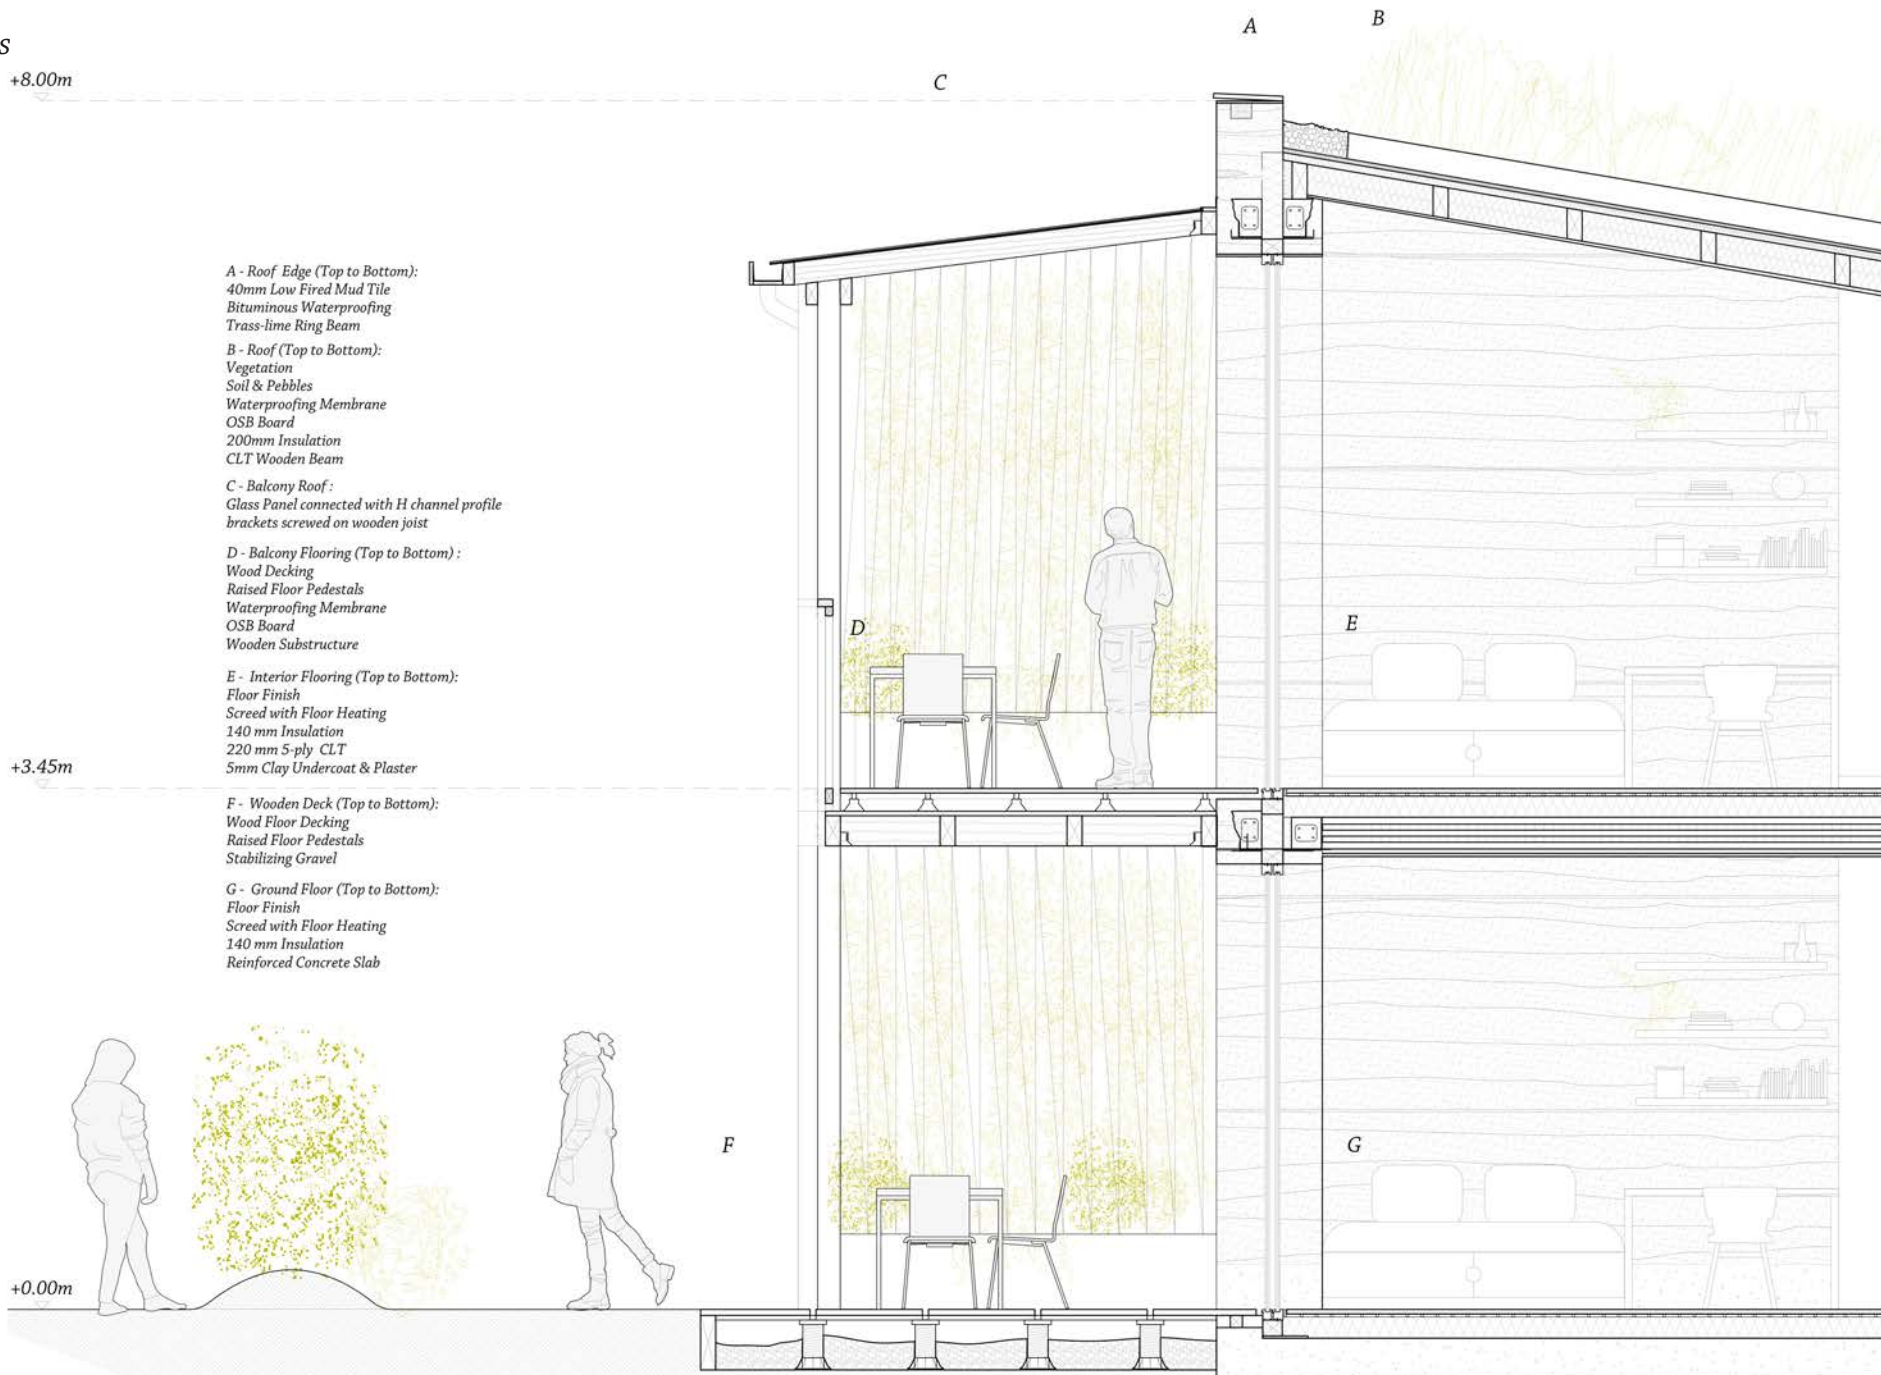 S
+8.00m
A
B
C
A - Roof Edge (Top to Bottom):
40mm Low Fired Mud Tile
Bituminous Waterproofing
Trass-lime Ring Beam
B - Roof (Top to Bottom):
Vegetation
Soil & Pebbles
Waterproofing Membrane
OSB Board
200mm Insulation
CLT Wooden Beam
C - Balcony Roof :
Glass Panel connected with H channel profile
brackets screwed on wooden joist
D - Balcony Flooring (Top to Bottom) :
Wood Decking
Raised Floor Pedestals
Waterproofing Membrane
OSB Board
Wooden Substructure
E - Interior Flooring (Top to Bottom):
Floor Finish
Screed with Floor Heating
140 mm Insulation
220 mm 5-ply CLT
5mm Clay Undercoat & Plaster
D
E
+3.45m
F - Wooden Deck (Top to Bottom):
Wood Floor Decking
Raised Floor Pedestals
Stabilizing Gravel
G - Ground Floor (Top to Bottom):
Floor Finish
Screed with Floor Heating
140 mm Insulation
Reinforced Concrete Slab
F
G
+0.00m